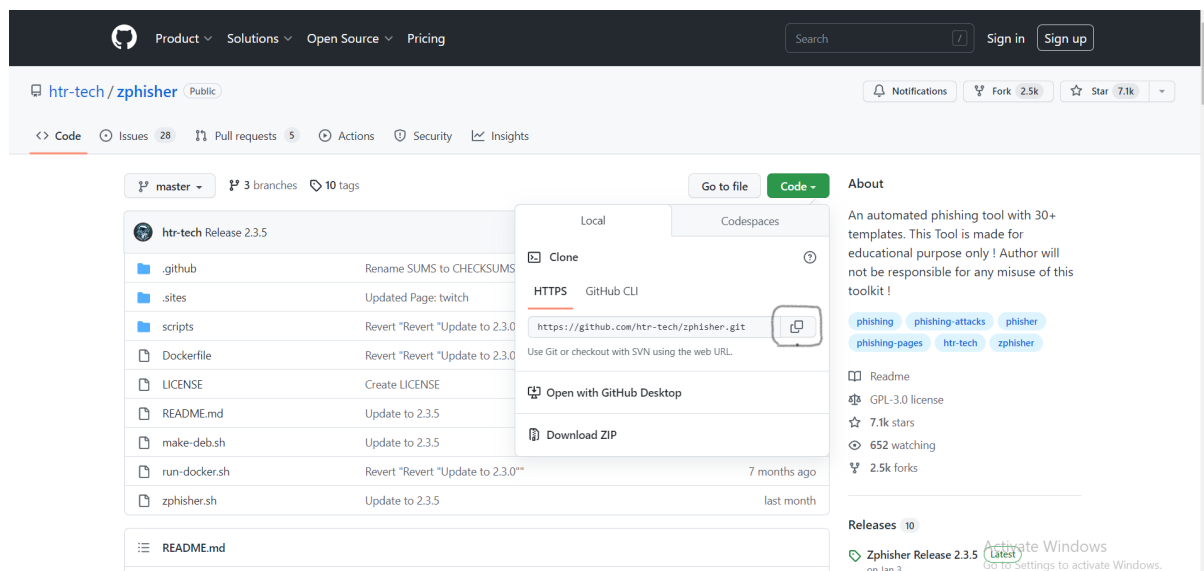 Product Solutions Open Source Pricing Search / Sign in Sign up
htr-tech / zphisher Public Notifications Fork 2.5k Star 7.1k
<> Code Issues 28 Pull requests 5 Actions Security Insights
master 3 branches 10 tags Go to file Code
htr-tech Release 2.3.5
.github Rename SUMS to CHECKSUMS
.sites Updated Page: twitch
scripts Revert "Revert "Update to 2.3.0
Dockerfile Revert "Revert "Update to 2.3.0
LICENSE Create LICENSE
README.md Update to 2.3.5
make-deb.sh Update to 2.3.5
run-docker.sh Revert "Revert "Update to 2.3.0"" 7 months ago
zphisher.sh Update to 2.3.5 last month
README.md
Local Codespaces
Clone
HTTPS GitHub CLI
https://github.com/htr-tech/zphisher.git
Use Git or checkout with SVN using the web URL.
Open with GitHub Desktop
Download ZIP
About
An automated phishing tool with 30+
templates. This Tool is made for
educational purpose only ! Author will
not be responsible for any misuse of this
toolkit !
phishing phishing-attacks phisher
phishing-pages htr-tech zphisher
Readme
GPL-3.0 license
7.1k stars
652 watching
2.5k forks
Releases 10
Zphisher Release 2.3.5 Latest
on Jan 3
Activate Windows
Go to Settings to activate Windows.